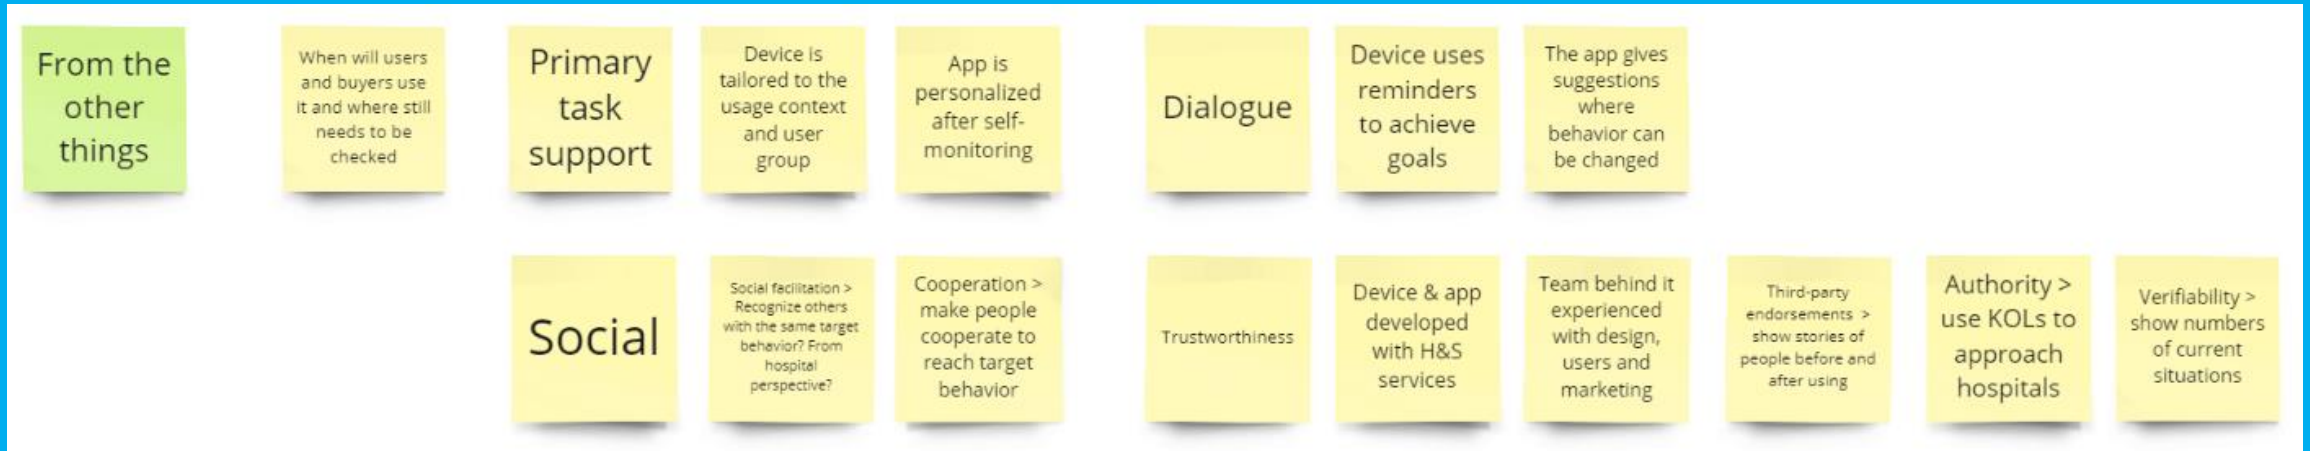 From the
other
things
When will users
and buyers use
it and where still
needs to be
checked
Primary
task
support
Device is
tailored to the
usage context
and user
group
App is
personalized
after self-
monitoring
Dialogue
Device uses
reminders
to achieve
goals
The app gives
suggestions
where
behavior can
be changed
Social
Social facilitation >
Recognize others
with the same target
behavior? From
hospital
perspective?
Cooperation >
make people
cooperate to
reach target
behavior
Trustworthiness
Device & app
developed
with H&S
services
Team behind it
experienced
with design,
users and
marketing
Third-party
endorsements >
show stories of
people before and
after using
Authority >
use KOLs to
approach
hospitals
Verifiability >
show numbers
of current
situations